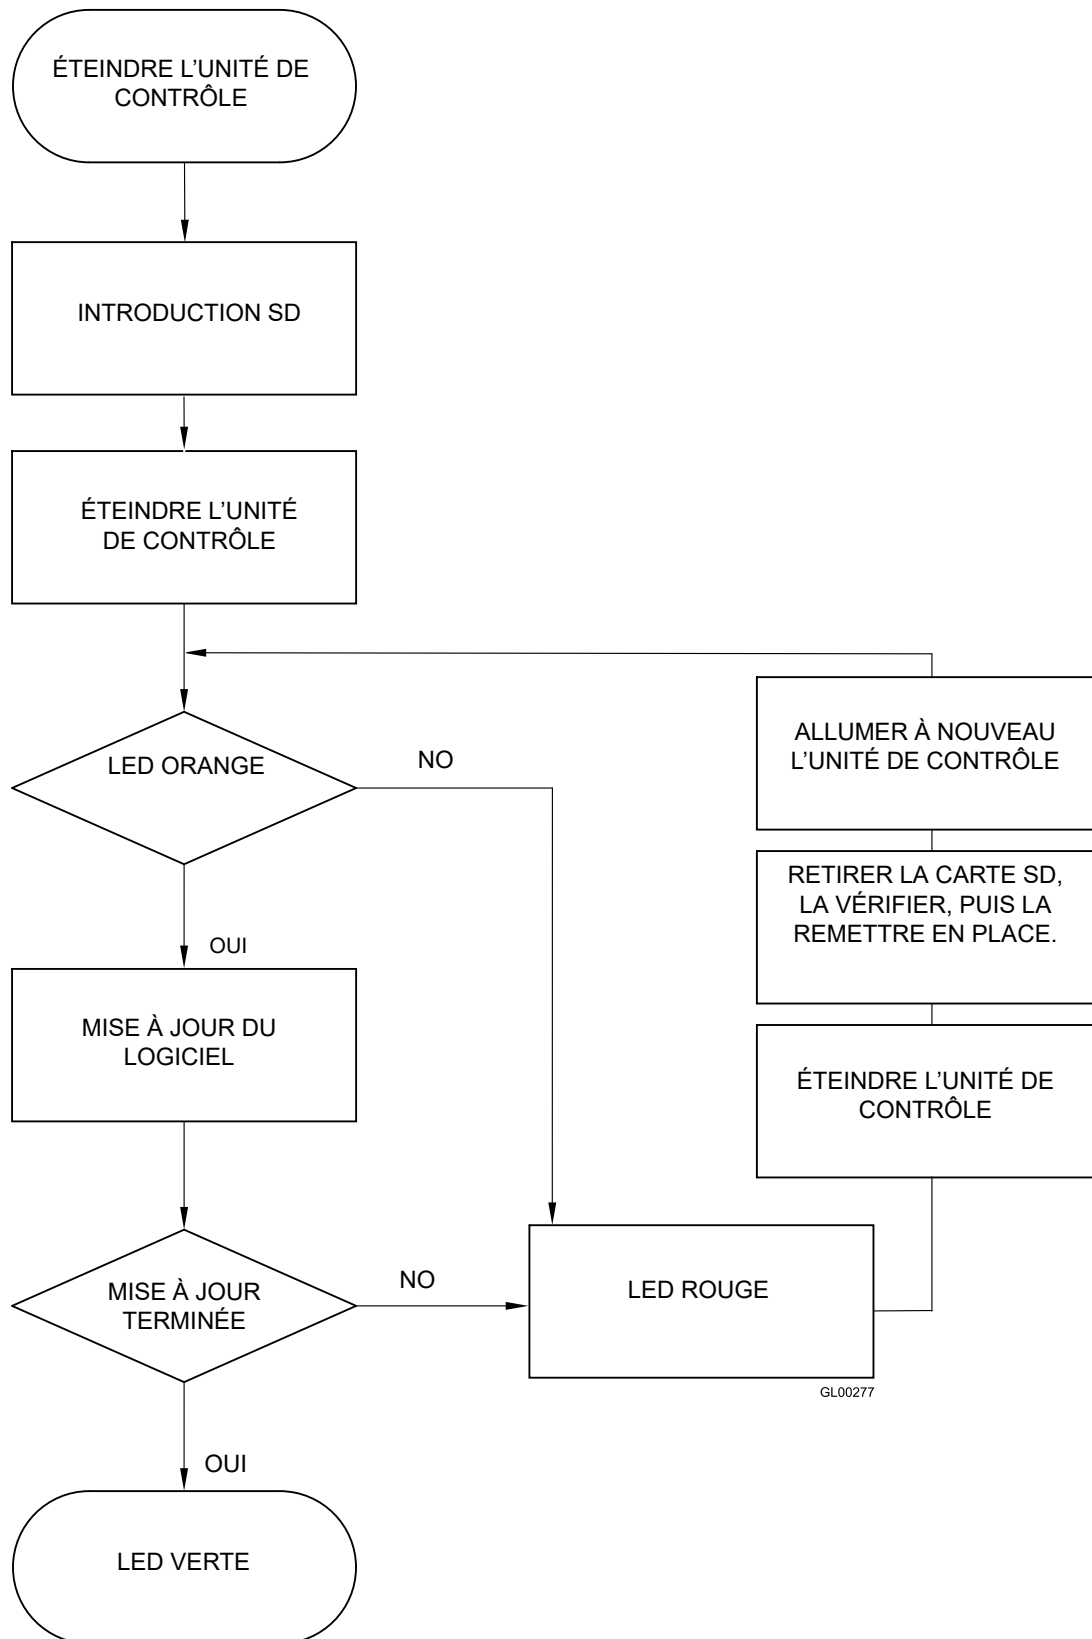 ÉTEINDRE L’UNITÉ DE
CONTRÔLE
INTRODUCTION SD
ÉTEINDRE L’UNITÉ
DE CONTRÔLE
LED ORANGE
NO
OUI
MISE À JOUR DU
LOGICIEL
MISE À JOUR
TERMINÉE
NO
OUI
LED VERTE
LED ROUGE
GL00277
ÉTEINDRE L’UNITÉ DE
CONTRÔLE
RETIRER LA CARTE SD,
LA VÉRIFIER, PUIS LA
REMETTRE EN PLACE.
ALLUMER À NOUVEAU
L’UNITÉ DE CONTRÔLE